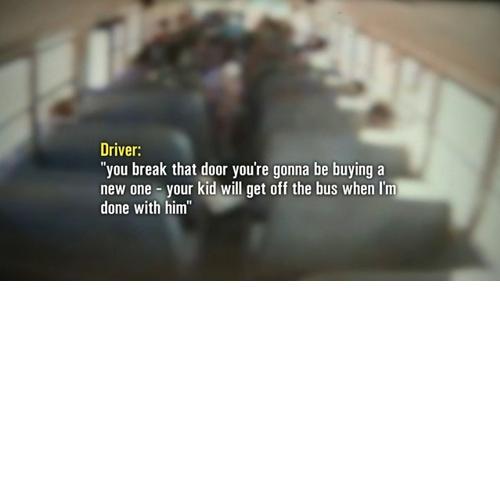 Driver:
"you break that door you're gonna be buying a
new one - your kid will get off the bus when I'm
done with him"